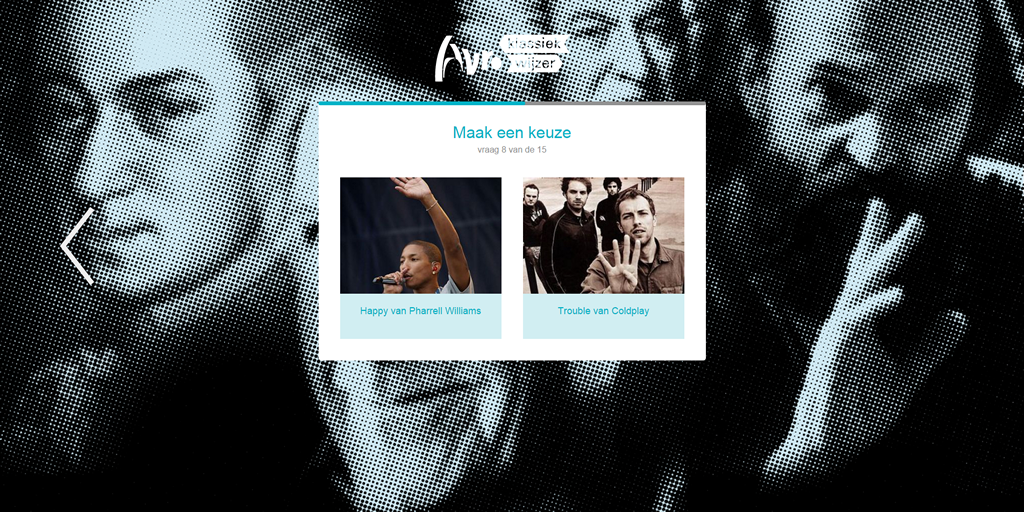 Avro
klassiek
wijzer
Maak een keuze
vraag 8 van de 15
Happy van Pharrell Williams
Trouble van Coldplay